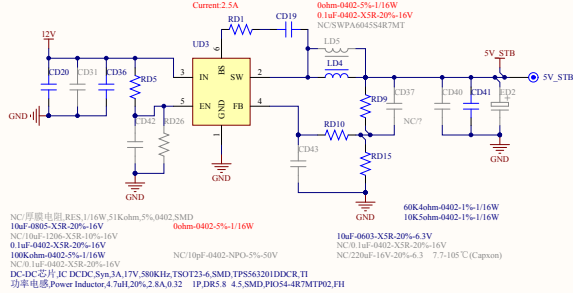 Current:2.5A
0ohm-0402-5%-1/16W
0.1uF-0402-X5R-20%-16V
NC/SWPA6045S4R7MT
RD1
CD19
LD5
12V
UD3
LD4
5V_STB
CD20
CD31
CD36
RD5
3
IN
BS
6
SW
2
5V_STB
5
EN
GND
FB
4
RD9
CD37
CD40
CD41
ED2
GND
CD42
RD26
1
RD10
NC/?
CD43
RD15
GND
GND
GND
GND
60K4ohm-0402-1%-1/16W
10K5ohm-0402-1%-1/16W
NC/厚膜电阻,RES,1/16W,51Kohm,5%,0402,SMD
10uF-0805-X5R-20%-16V
0ohm-0402-5%-1/16W
10uF-0603-X5R-20%-6.3V
NC/10uF-1206-X5R-10%-16V
NC/0.1uF-0402-X5R-20%-16V
0.1uF-0402-X5R-20%-16V
100Kohm-0402-5%-1/16W
NC/10pF-0402-NPO-5%-50V
NC/220uF-16V-20%-6.3 7.7-105℃(Capxon)
NC/0.1uF-0402-X5R-20%-16V
DC-DC芯片,IC DCDC,Syn,3A,17V,580KHz,TSOT23-6,SMD,TPS563201DDCR,TI
功率电感,Power Inductor,4.7uH,20%,2.8A,0.032 1P,DR5.8 4.5,SMD,PIO54-4R7MTP02,FH